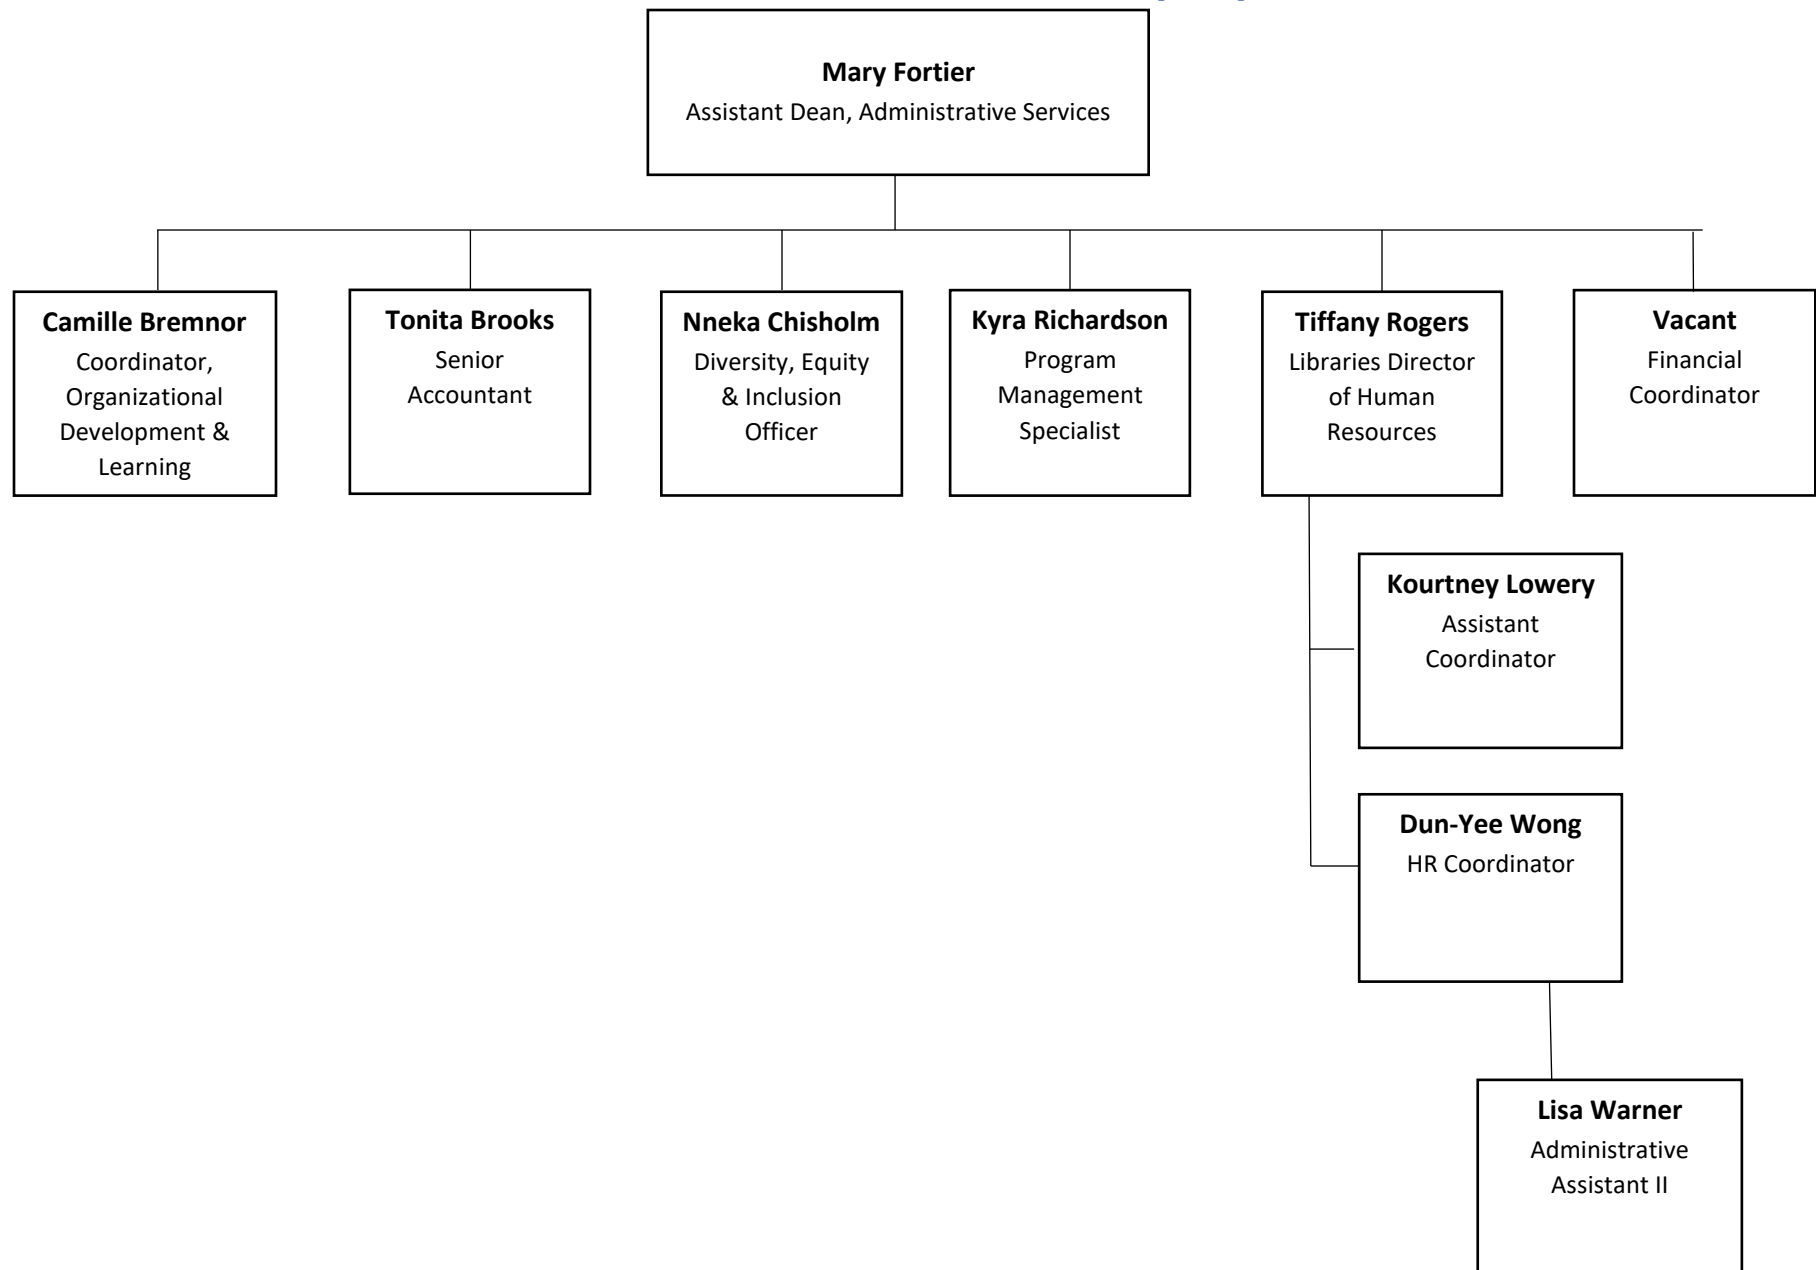 Mary Fortier
Assistant Dean, Administrative Services
Camille Bremnor
Coordinator,
Organizational
Development &
Learning
Tonita Brooks
Senior
Accountant
Nneka Chisholm
Diversity, Equity
& Inclusion
Officer
Kyra Richardson
Program
Management
Specialist
Tiffany Rogers
Libraries Director
of Human
Resources
Vacant
Financial
Coordinator
Kourtney Lowery
Assistant
Coordinator
Dun-Yee Wong
HR Coordinator
Lisa Warner
Administrative
Assistant II